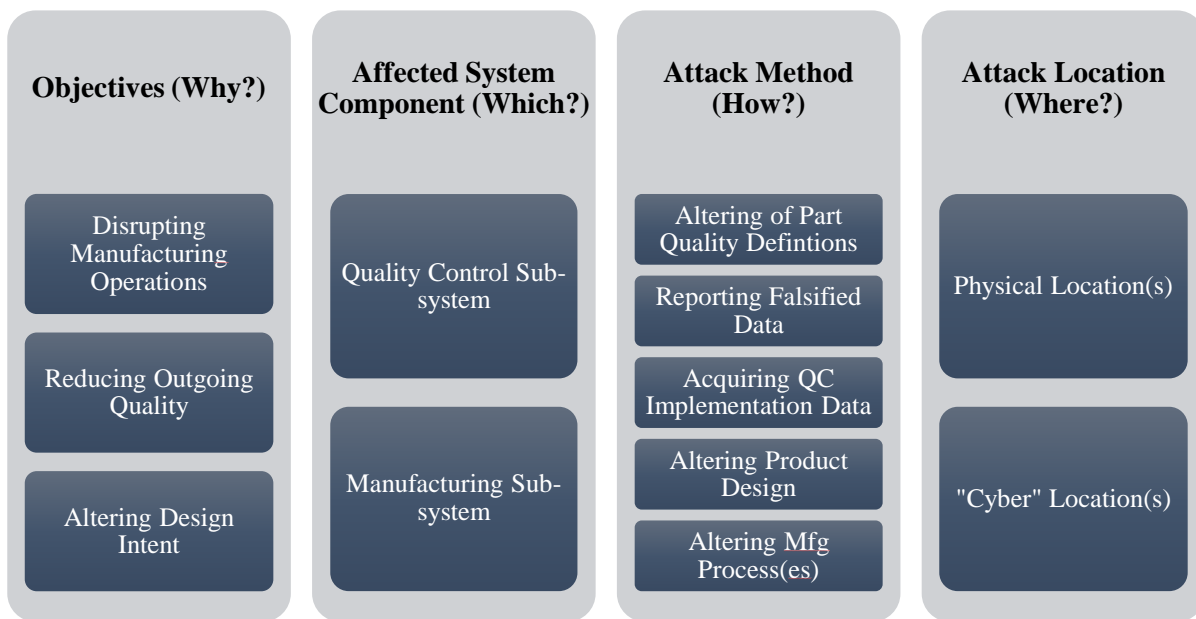 Objectives (Why?)
Disrupting
Manufacturing
Operations
Reducing Outgoing
Quality
Altering Design
Intent
Affected System
Component (Which?)
Quality Control Sub-
system
Manufacturing Sub-
system
Attack Method
(How?)
Altering of Part
Quality Defintions
Reporting Falsified
Data
Acquiring QC
Implementation Data
Altering Product
Design
Altering Mfg
Process(es)
Attack Location
(Where?)
Physical Location(s)
"Cyber" Location(s)